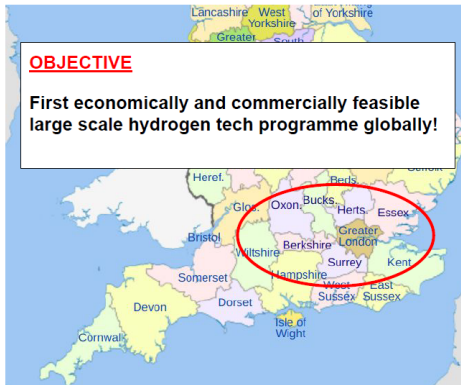 Lancashire West of Yorkshire
Yorkshire
Greater South
OBJECTIVE
First economically and commercially feasible
large scale hydrogen tech programme globally!
Suffolk
Heref. Beds.
Glos. Oxon. Bucks. Herts. Essex
Bristol Wiltshire Berkshire Greater
London
Surrey Kent
Somerset Hampshire
West East
Sussex Sussex
Devon Dorset
Isle of
Wight
Cornwall